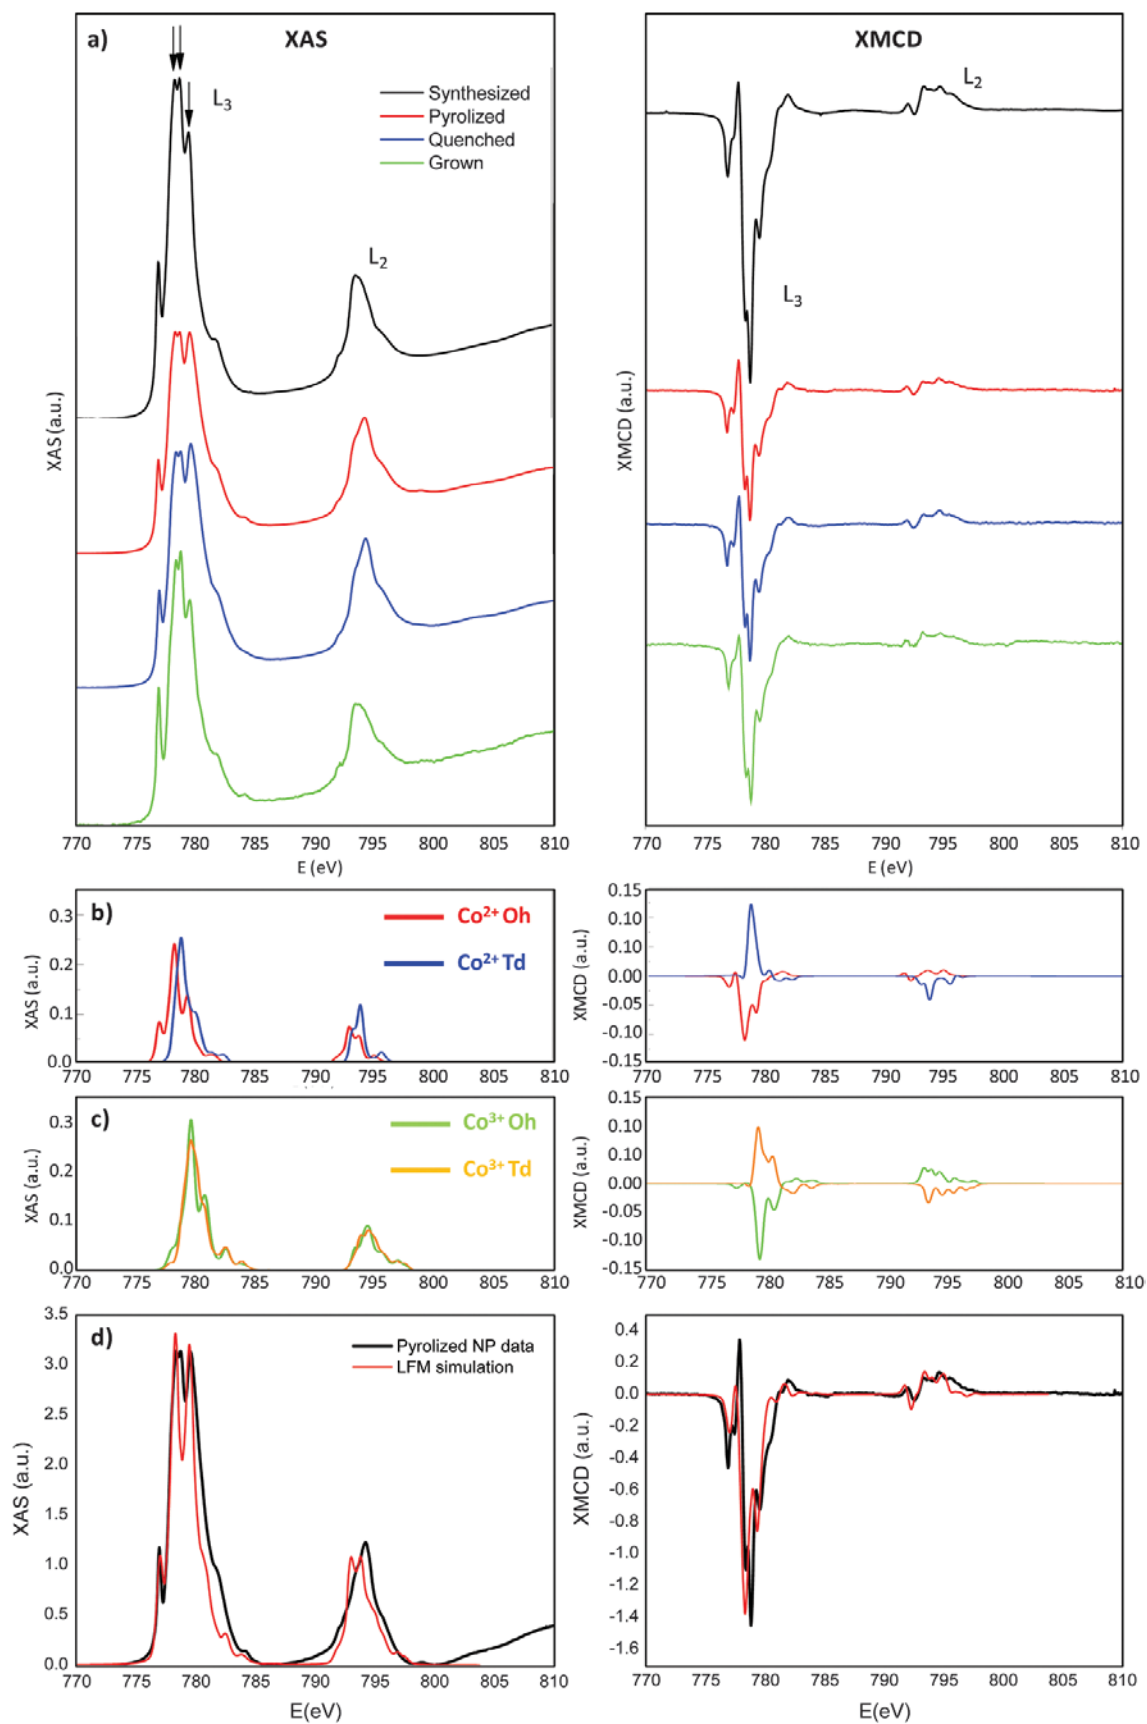 a) XAS
L3
Synthesized
Pyrolized
Quenched
Grown
L2
XAS (a.u.)
770 775 780 785 790 795 800 805 810
E (eV)
XMCD
L2
L3
XMCD (a.u.)
770 775 780 785 790 795 800 805 810
E (eV)
b)
Co2+ Oh
Co2+ Td
XAS (a.u.)
0.3
0.2
0.1
0.0
770 775 780 785 790 795 800 805 810
XMCD (a.u.)
0.15
0.10
0.10
0.00
-0.05
-0.10
-0.15
770 775 780 785 790 795 800 805 810
c)
Co3+ Oh
Co3+ Td
XAS (a.u.)
0.3
0.2
0.1
0.0
770 775 780 785 790 795 800 805 810
XMCD (a.u.)
0.15
0.10
0.10
0.00
-0.05
-0.10
-0.15
770 775 780 785 790 795 800 805 810
d)
Pyrolized NP data
LFM simulation
XAS (a.u.)
3.5
3.0
2.5
2.0
1.5
1.0
0.5
0.0
770 775 780 785 790 795 800 805 810
E(eV)
XMCD (a.u.)
0.4
0.2
0.0
-0.2
-0.4
-0.6
-0.8
-1.0
-1.2
-1.4
-1.6
770 775 780 785 790 795 800 805 810
E(eV)